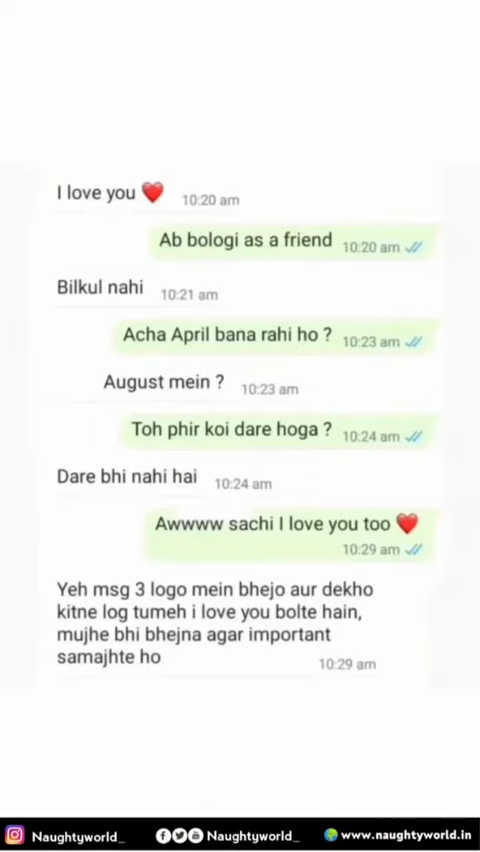 I love you ❤️ 10:20 am
Ab bologi as a friend 10:20 am
Bilkul nahi 10:21 am
Acha April bana rahi ho ? 10:23 am
August mein ? 10:23 am
Toh phir koi dare hoga ? 10:24 am
Dare bhi nahi hai 10:24 am
Awwww sachi I love you too ❤️
10:29 am
Yeh msg 3 logo mein bhejo aur dekho
kitne log tumeh i love you bolte hain,
mujhe bhi bhejna agar important
samajhte ho 10:29 am
Naughtyworld_ Naughtyworld_ www.naughtyworld.in